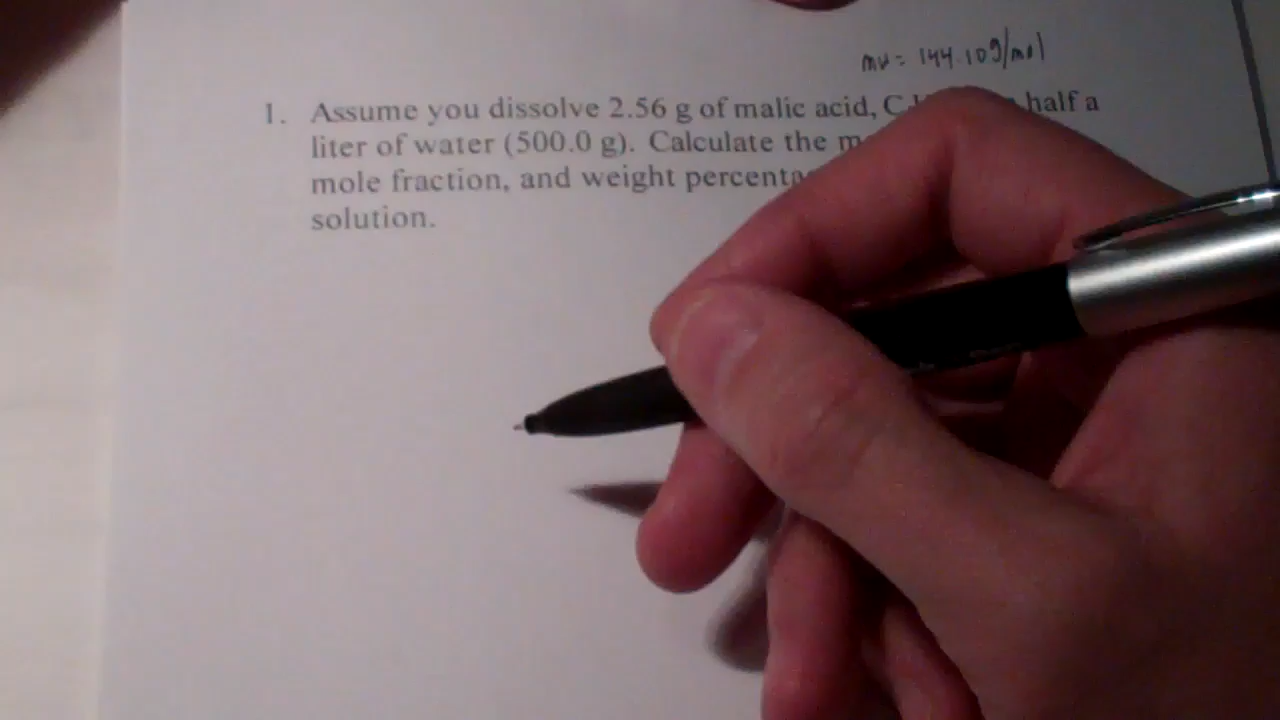 mw = 144.10g/mol
1. Assume you dissolve 2.56 g of malic acid, half a
liter of water (500.0 g). Calculate the
mole fraction, and weight
solution.